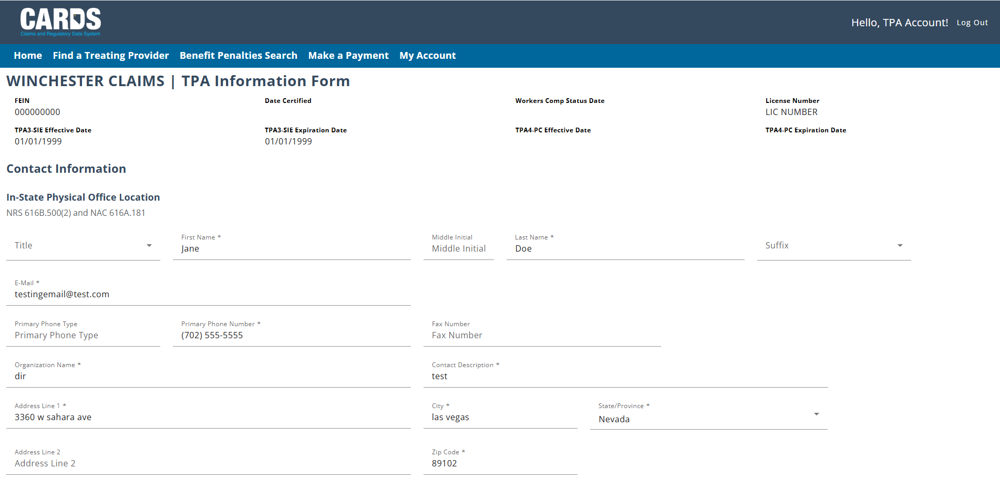 CARDS
Claims and Regulatory Data System
Hello, TPA Account! Log Out
Home Find a Treating Provider Benefit Penalties Search Make a Payment My Account
WINCHESTER CLAIMS | TPA Information Form
FEIN Date Certified Workers Comp Status Date License Number
000000000 LIC NUMBER
TPA3-SIE Effective Date TPA3-SIE Expiration Date TPA4-PC Effective Date TPA4-PC Expiration Date
01/01/1999 01/01/1999
Contact Information
In-State Physical Office Location
NRS 616B.500(2) and NAC 616A.181
First Name * Middle Initial Last Name *
Title Jane Middle Initial Doe Suffix
E-Mail *
testingemail@test.com
Primary Phone Type Primary Phone Number * Fax Number
Primary Phone Type (702) 555-5555 Fax Number
Organization Name * Contact Description *
dir test
Address Line 1 * City * State/Province *
3360 w sahara ave las vegas Nevada
Address Line 2 Zip Code *
Address Line 2 89102